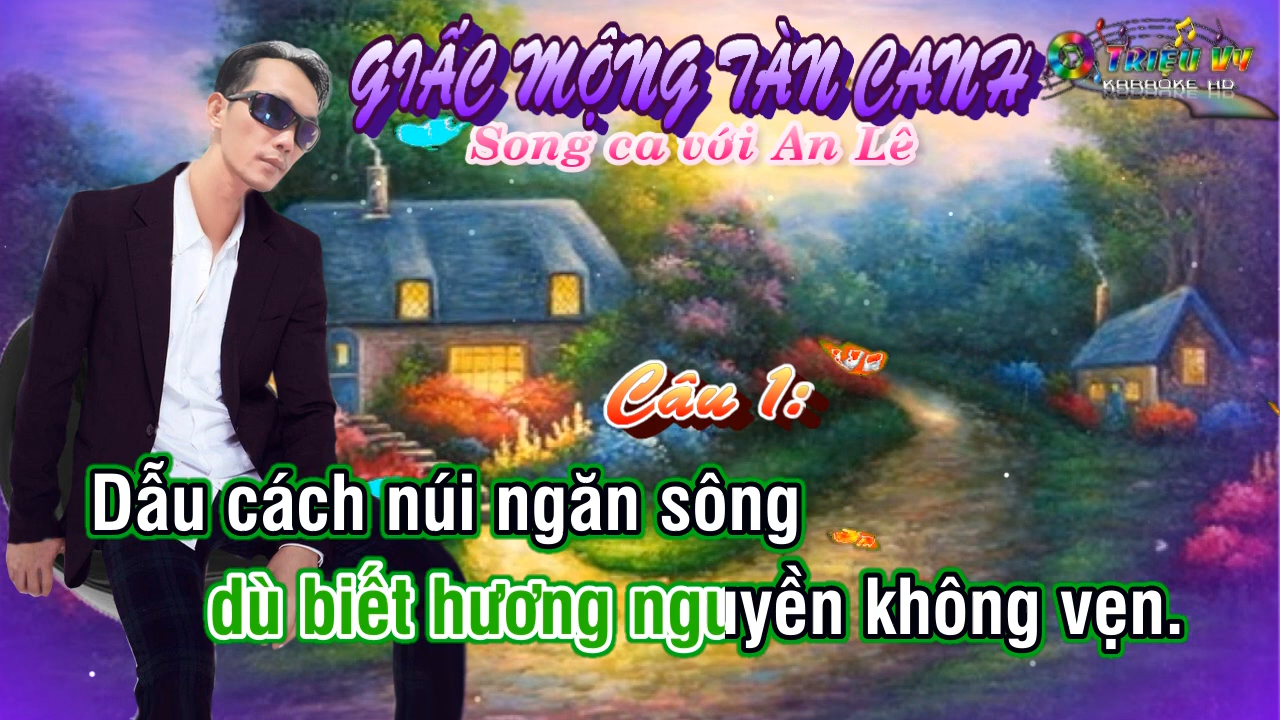 GIẤC MỘNG TÀN CANH
TRIỆU VY
KARAOKE HD
Song ca với An Lê
Câu 1:
Dẫu cách núi ngăn sông
dù biết hương nguyền không vẹn.